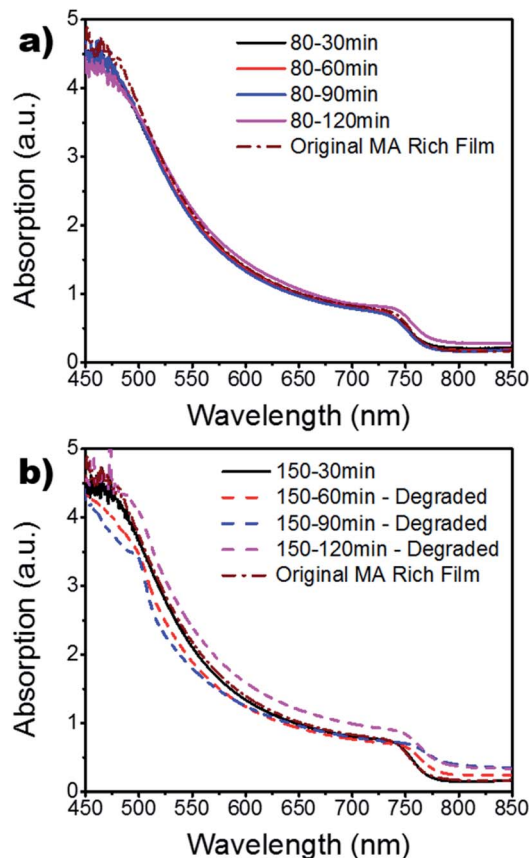 a)
5
4
3
2
1
0
Absorption (a.u.)
80-30min
80-60min
80-90min
80-120min
Original MA Rich Film
450 500 550 600 650 700 750 800 850
Wavelength (nm)
b)
5
4
3
2
1
0
Absorption (a.u.)
150-30min
150-60min - Degraded
150-90min - Degraded
150-120min - Degraded
Original MA Rich Film
450 500 550 600 650 700 750 800 850
Wavelength (nm)